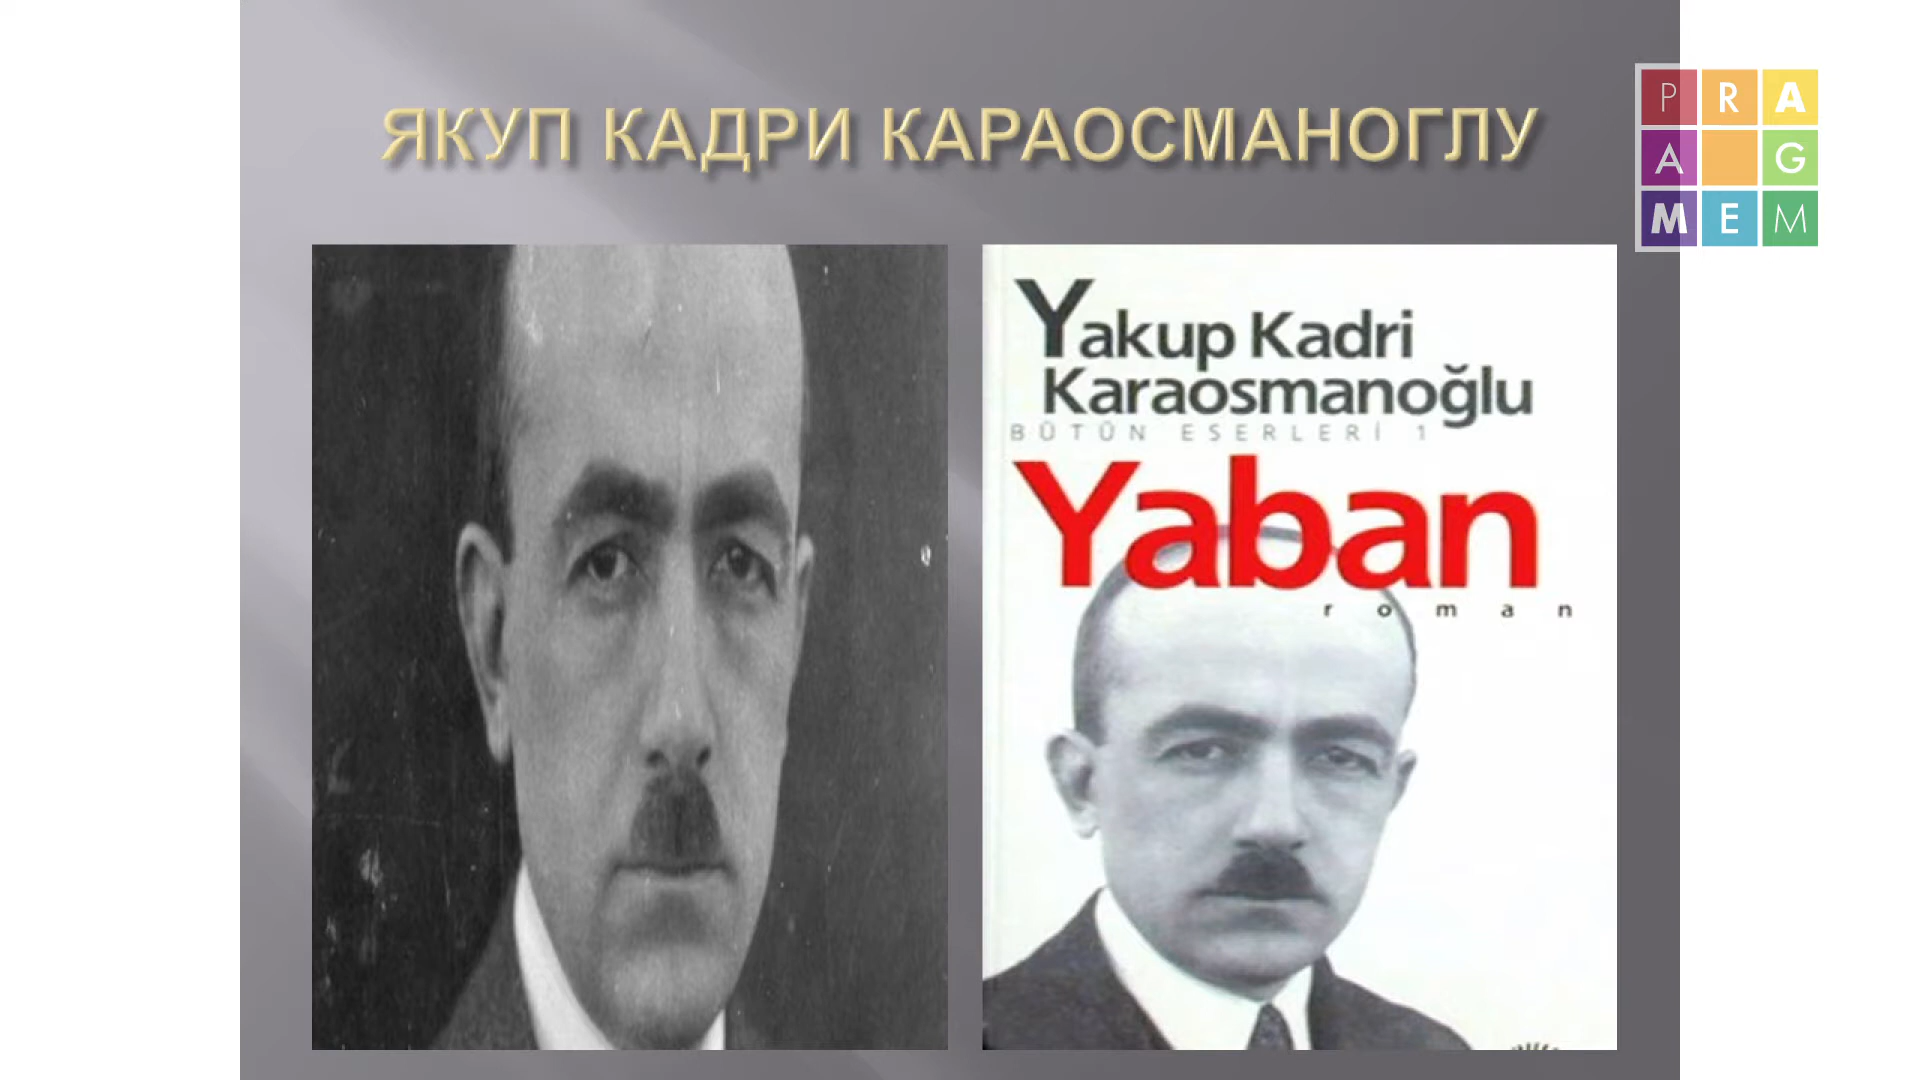 ЯКУП КАДРИ КАРАОСМАНОГЛУ
P R A
A G
M E M
Yakup Kadri
Karaosmanoğlu
BÜTÜN ESERLERİ 1
Yaban
roman